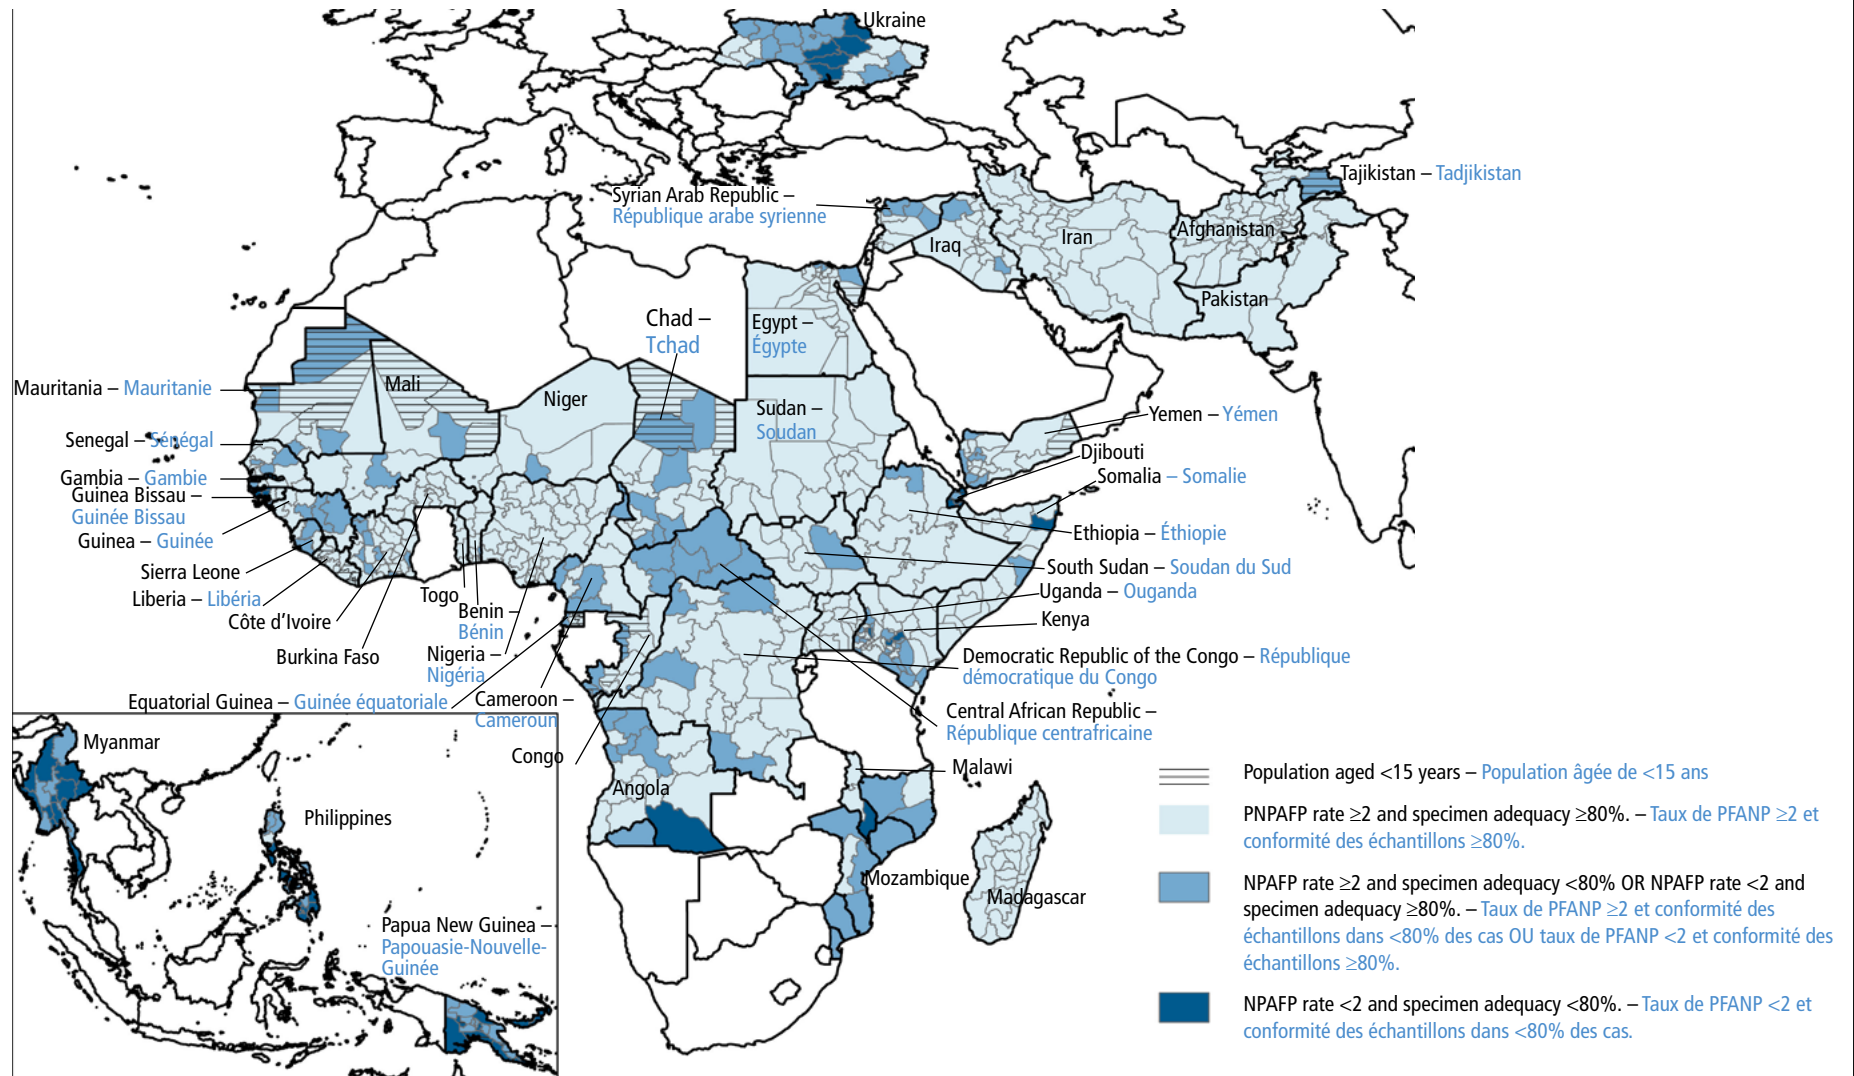 Ukraine
Tajikistan – Tadjikistan
Syrian Arab Republic –
République arabe syrienne
Afghanistan
Iran
Iraq
Pakistan
Chad –
Tchad
Egypt –
Égypte
Mauritania – Mauritanie
Mali
Niger
Sudan –
Soudan
Yemen – Yémen
Senegal – Sénégal
Djibouti
Gambia – Gambie
Somalia – Somalie
Guinea Bissau –
Guinée Bissau
Ethiopia – Éthiopie
Guinea – Guinée
South Sudan – Soudan du Sud
Sierra Leone
Uganda – Ouganda
Liberia – Libéria
Togo
Benin –
Bénin
Côte d’Ivoire
Kenya
Burkina Faso
Nigeria –
Nigéria
Democratic Republic of the Congo – République
démocratique du Congo
Equatorial Guinea – Guinée équatoriale
Cameroon –
Cameroun
Central African Republic –
République centrafricaine
Congo
Malawi
Angola
Mozambique
Madagascar
Myanmar
Philippines
Papua New Guinea –
Papouasie-Nouvelle-
Guinée
Population aged <15 years – Population âgée de <15 ans
PNPAFP rate ≥2 and specimen adequacy ≥80%. – Taux de PFANP ≥2 et
conformité des échantillons ≥80%.
NPAFP rate ≥2 and specimen adequacy <80% OR NPAFP rate <2 and
specimen adequacy ≥80%. – Taux de PFANP ≥2 et conformité des
échantillons dans <80% des cas OU taux de PFANP <2 et conformité des
échantillons ≥80%.
NPAFP rate <2 and specimen adequacy <80%. – Taux de PFANP <2 et
conformité des échantillons dans <80% des cas.